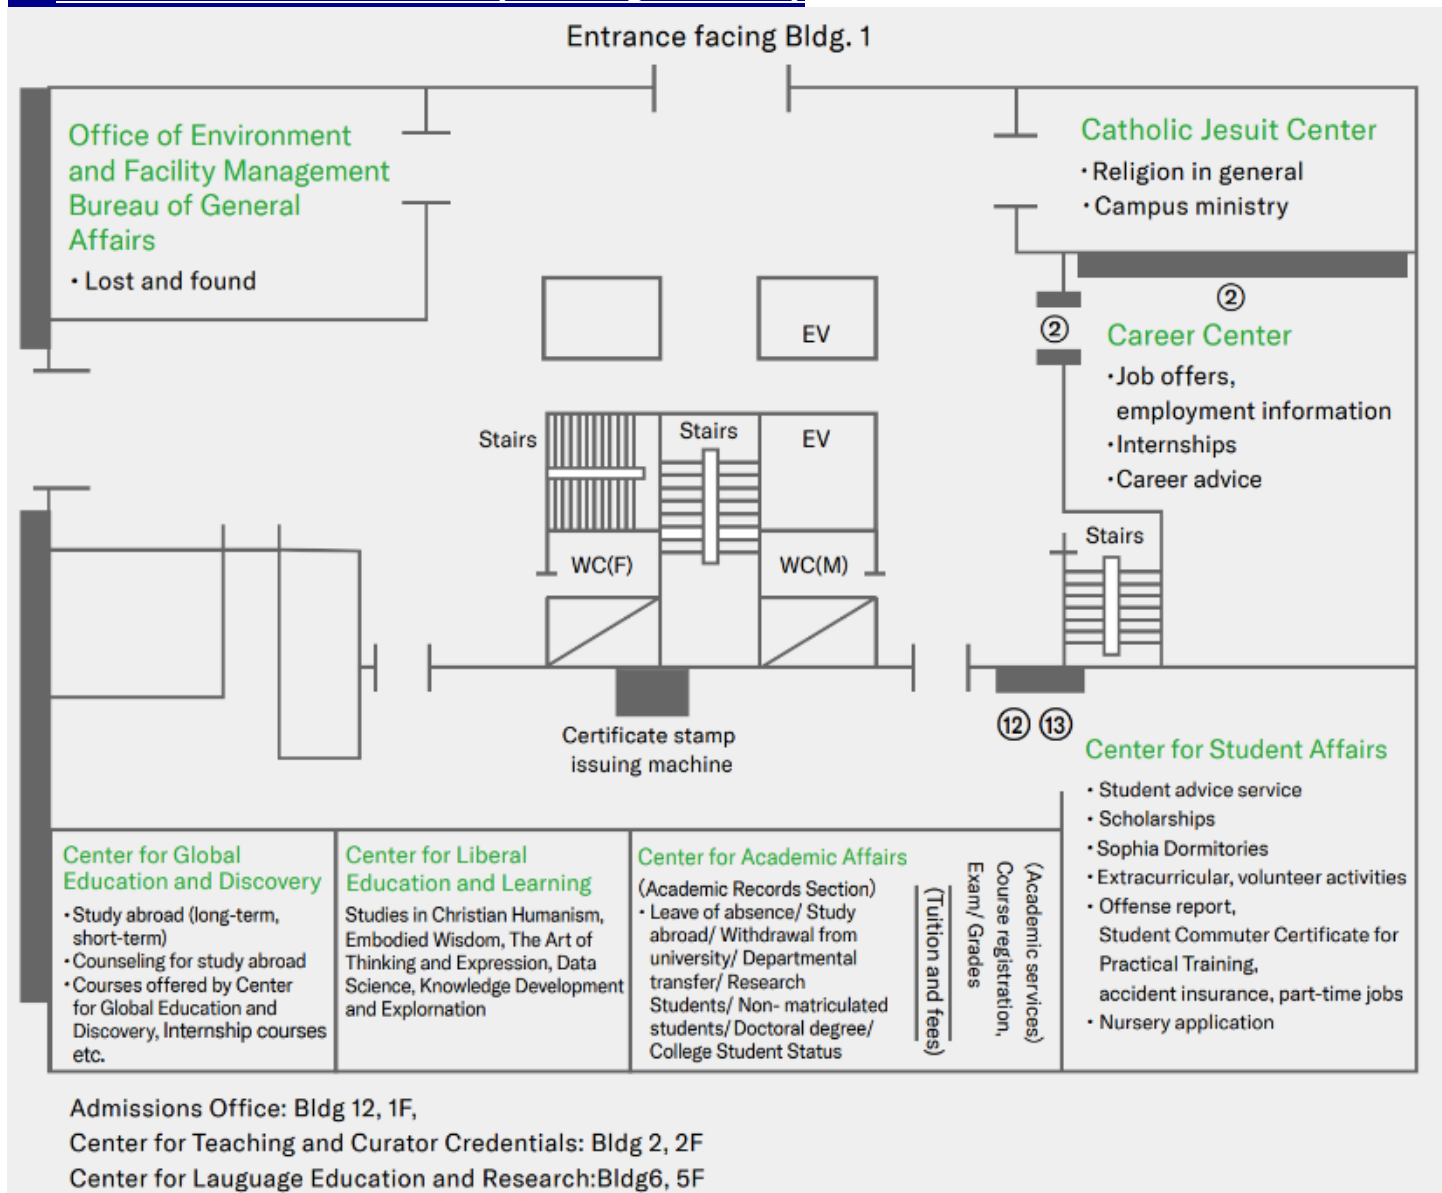 Entrance facing Bldg. 1
Office of Environment
and Facility Management
Bureau of General
Affairs
・Lost and found
Catholic Jesuit Center
・Religion in general
・Campus ministry
②
②
Career Center
・Job offers,
employment information
・Internships
・Career advice
EV
Stairs
Stairs
EV
WC(F)
WC(M)
Stairs
Certificate stamp
issuing machine
⑫ ⑬
Center for Student Affairs
・Student advice service
・Scholarships
・Sophia Dormitories
・Extracurricular, volunteer activities
・Offense report,
Student Commuter Certificate for
Practical Training,
accident insurance, part-time jobs
・Nursery application
Center for Global
Education and Discovery
・Study abroad (long-term,
short-term)
・Counseling for study abroad
・Courses offered by Center
for Global Education and
Discovery, Internship courses
etc.
Center for Liberal
Education and Learning
Studies in Christian Humanism,
Embodied Wisdom, The Art of
Thinking and Expression, Data
Science, Knowledge Development
and Explornation
Center for Academic Affairs
(Academic Records Section)
・Leave of absence/ Study
abroad/ Withdrawal from
university/ Departmental
transfer/ Research
Students/ Non- matriculated
students/ Doctoral degree/
College Student Status
(Tuition and fees)
(Academic services)
Course registration,
Exam/ Grades
Admissions Office: Bldg 12, 1F,
Center for Teaching and Curator Credentials: Bldg 2, 2F
Center for Lauguage Education and Research:Bldg6, 5F